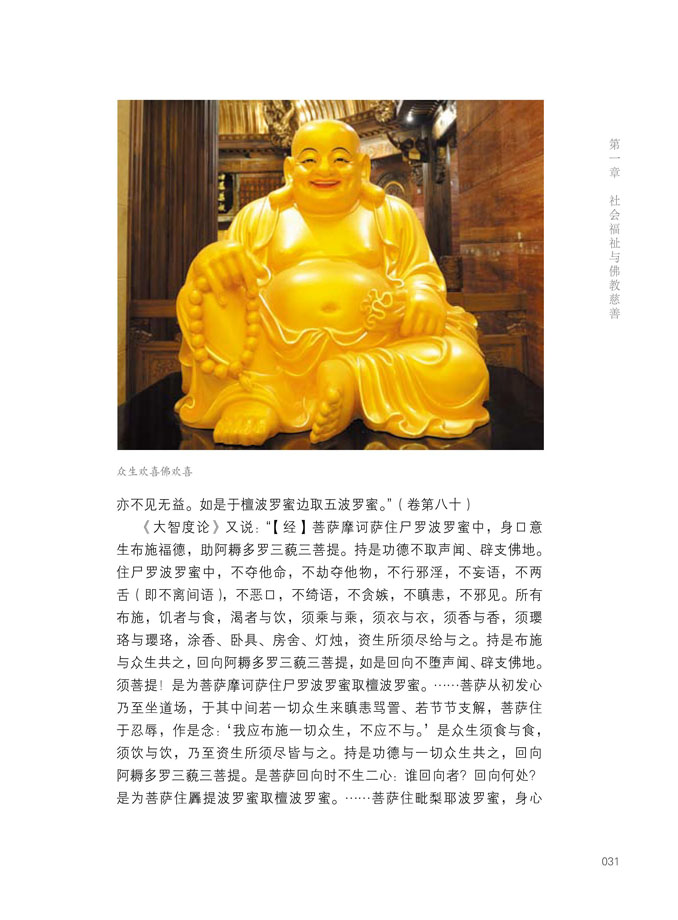 第一章 社会福祉与佛教慈善
众生欢喜佛欢喜
亦不见无益。如是于檀波罗蜜边取五波罗蜜。”（卷第八十）
《大智度论》又说：“【经】菩萨摩诃萨住尸罗波罗蜜中，身口意
生布施福德，助阿耨多罗三藐三菩提。持是功德不取声闻、辟支佛地。
住尸罗波罗蜜中，不夺他命，不劫夺他物，不行邪淫，不妄语，不两
舌（即不离间语），不恶口，不绮语，不贪嫉，不瞋恚，不邪见。所有
布施，饥者与食，渴者与饮，须乘与乘，须衣与衣，须香与香，须璎
珞与璎珞，涂香、卧具、房舍、灯烛，资生所须尽给与之。持是布施
与众生共之，回向阿耨多罗三藐三菩提，如是回向不堕声闻、辟支佛地。
须菩提！是为菩萨摩诃萨住尸罗波罗蜜取檀波罗蜜。……菩萨从初发心
乃至坐道场，于其中间若一切众生来瞋恚骂詈、若节节支解，菩萨住
于忍辱，作是念：‘我应布施一切众生，不应不与。’是众生须食与食，
须饮与饮，乃至资生所须尽皆与之。持是功德与一切众生共之，回向
阿耨多罗三藐三菩提。是菩萨回向时不生二心：谁回向者？回向何处？
是为菩萨住羼提波罗蜜取檀波罗蜜。……菩萨住毗梨耶波罗蜜，身心
031